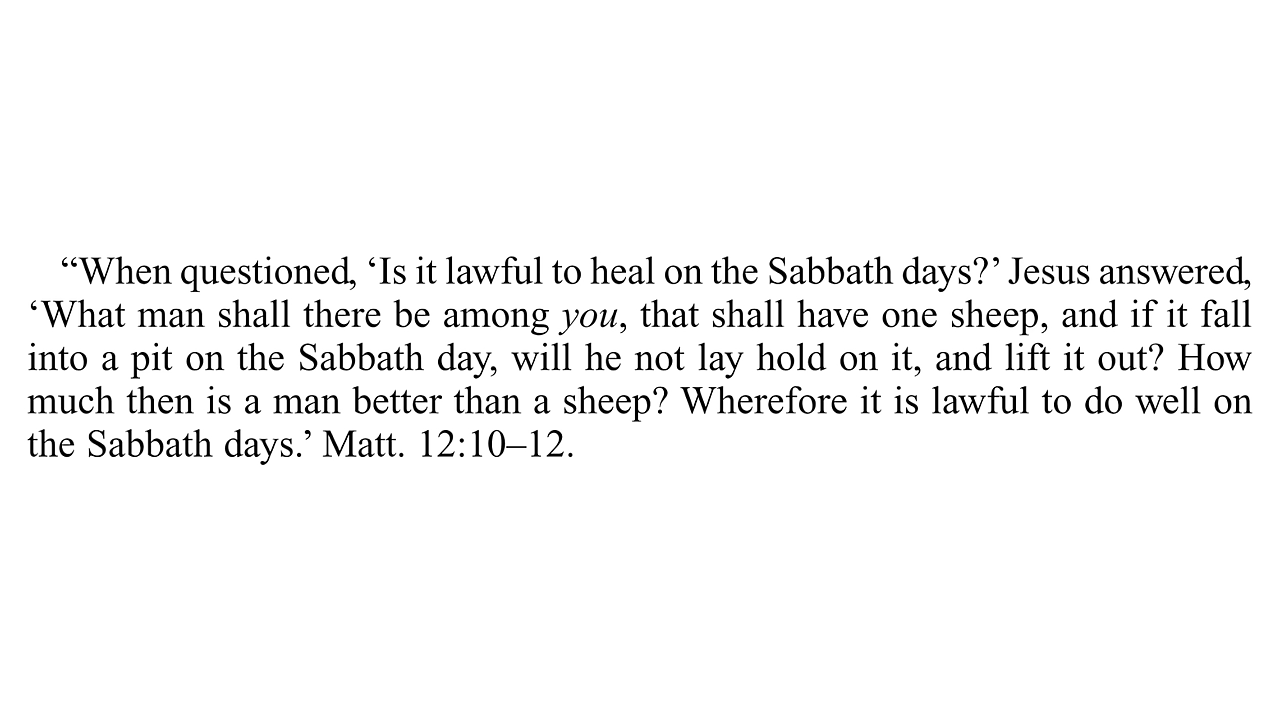 “When questioned, ‘Is it lawful to heal on the Sabbath days?’ Jesus answered,
‘What man shall there be among you, that shall have one sheep, and if it fall
into a pit on the Sabbath day, will he not lay hold on it, and lift it out? How
much then is a man better than a sheep? Wherefore it is lawful to do well on
the Sabbath days.’ Matt. 12:10–12.